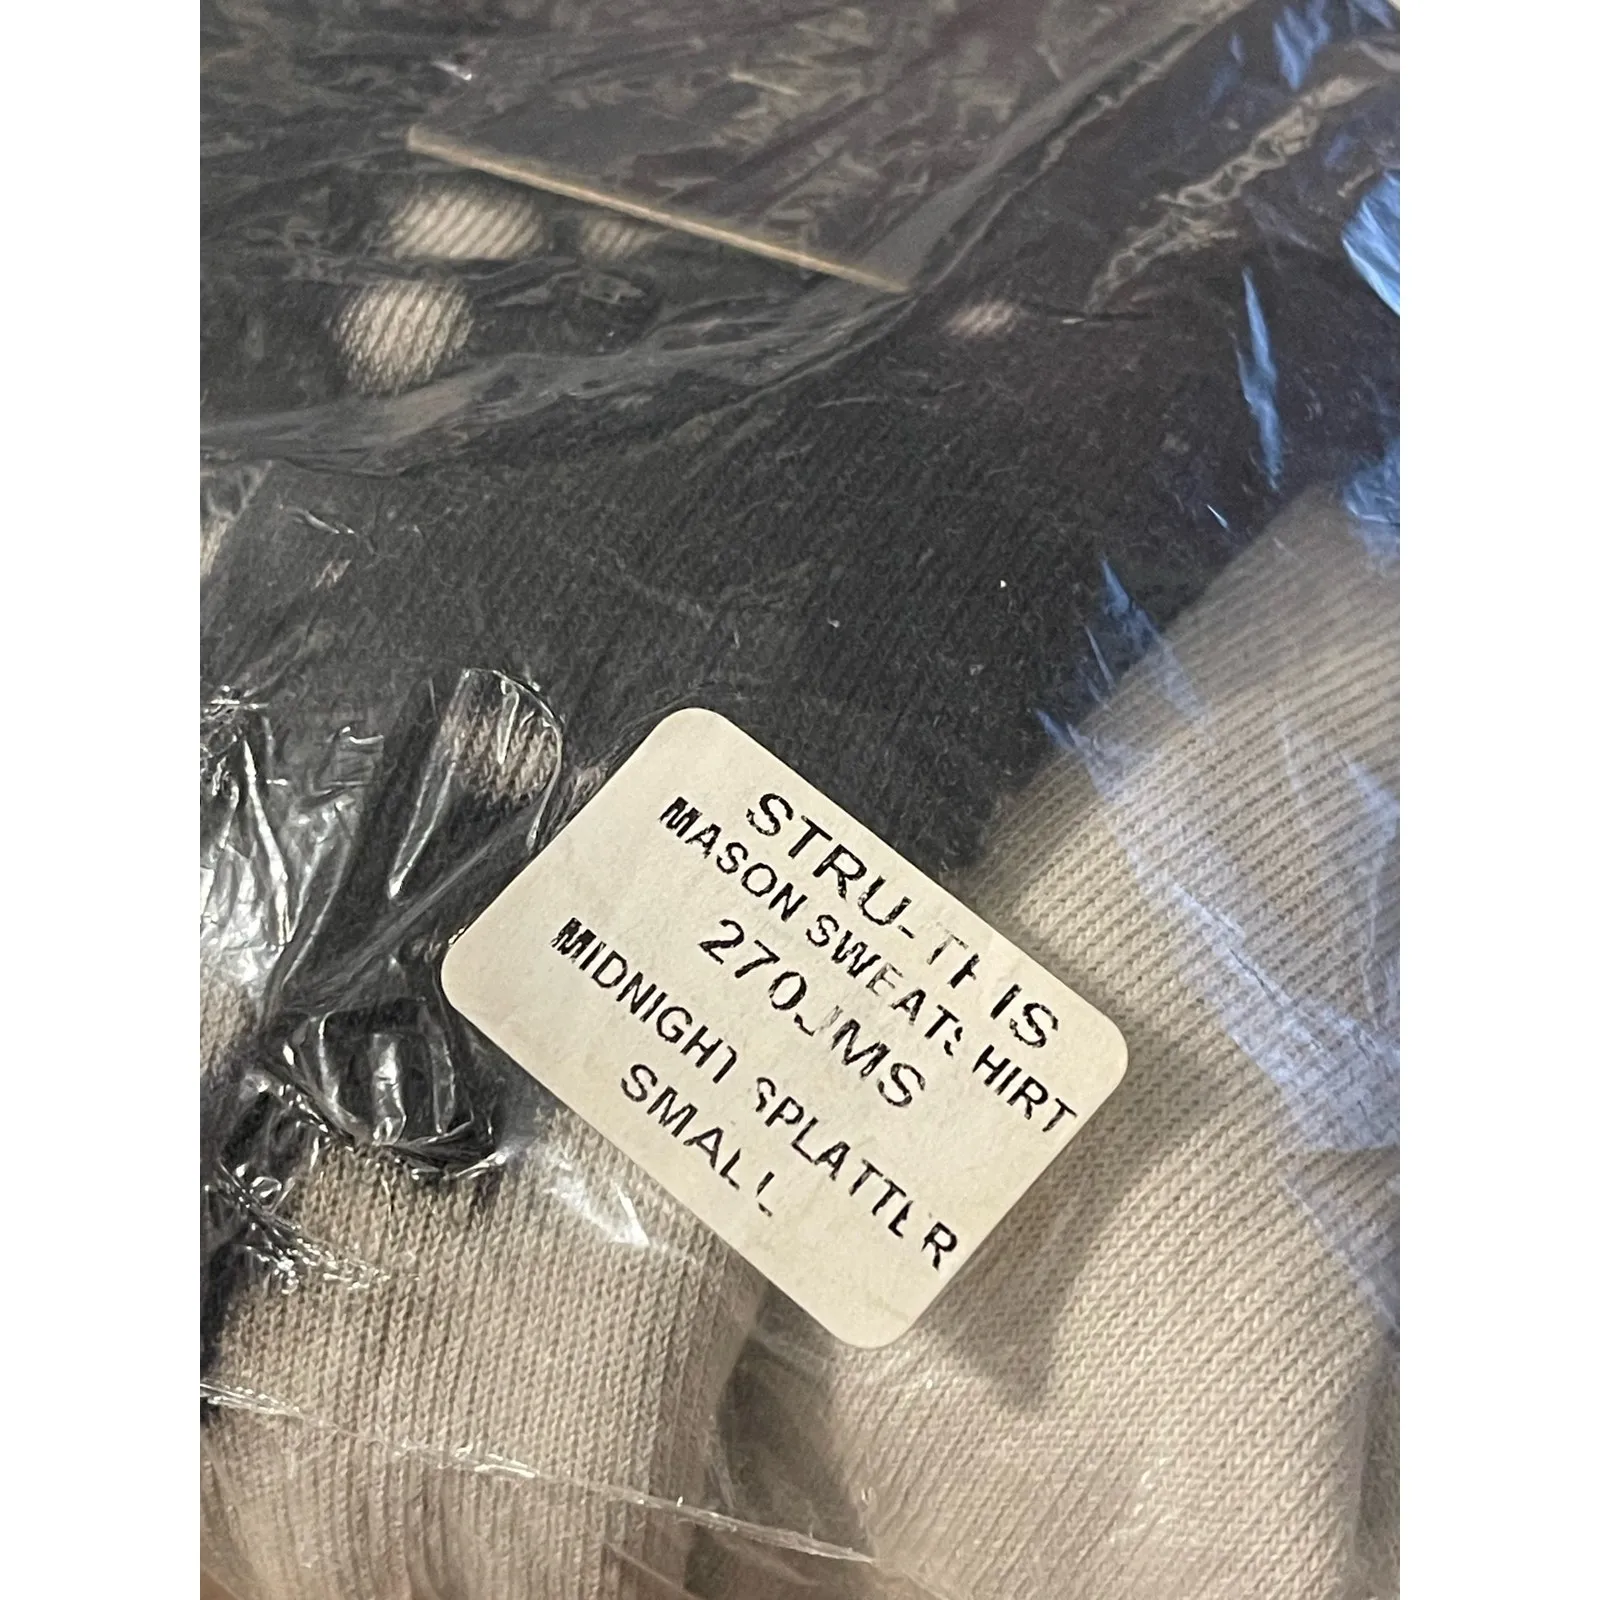 STRU-THIS
MASON SWEATSHIRT
270JMS
MIDNIGHT SPLATTER
SMALL